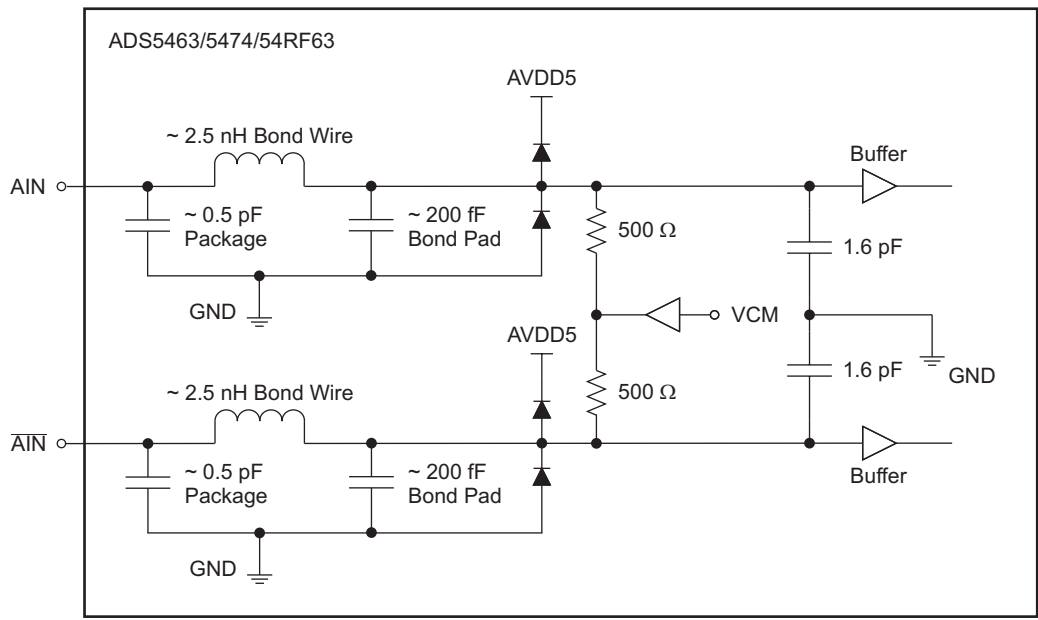 ADS5463/5474/54RF63
AVDD5
~ 2.5 nH Bond Wire
Buffer
AIN
~ 0.5 pF
Package
~ 200 fF
Bond Pad
500 Ω
1.6 pF
GND
VCM
AVDD5
1.6 pF
GND
~ 2.5 nH Bond Wire
500 Ω
A̅I̅N̅
~ 0.5 pF
Package
~ 200 fF
Bond Pad
Buffer
GND